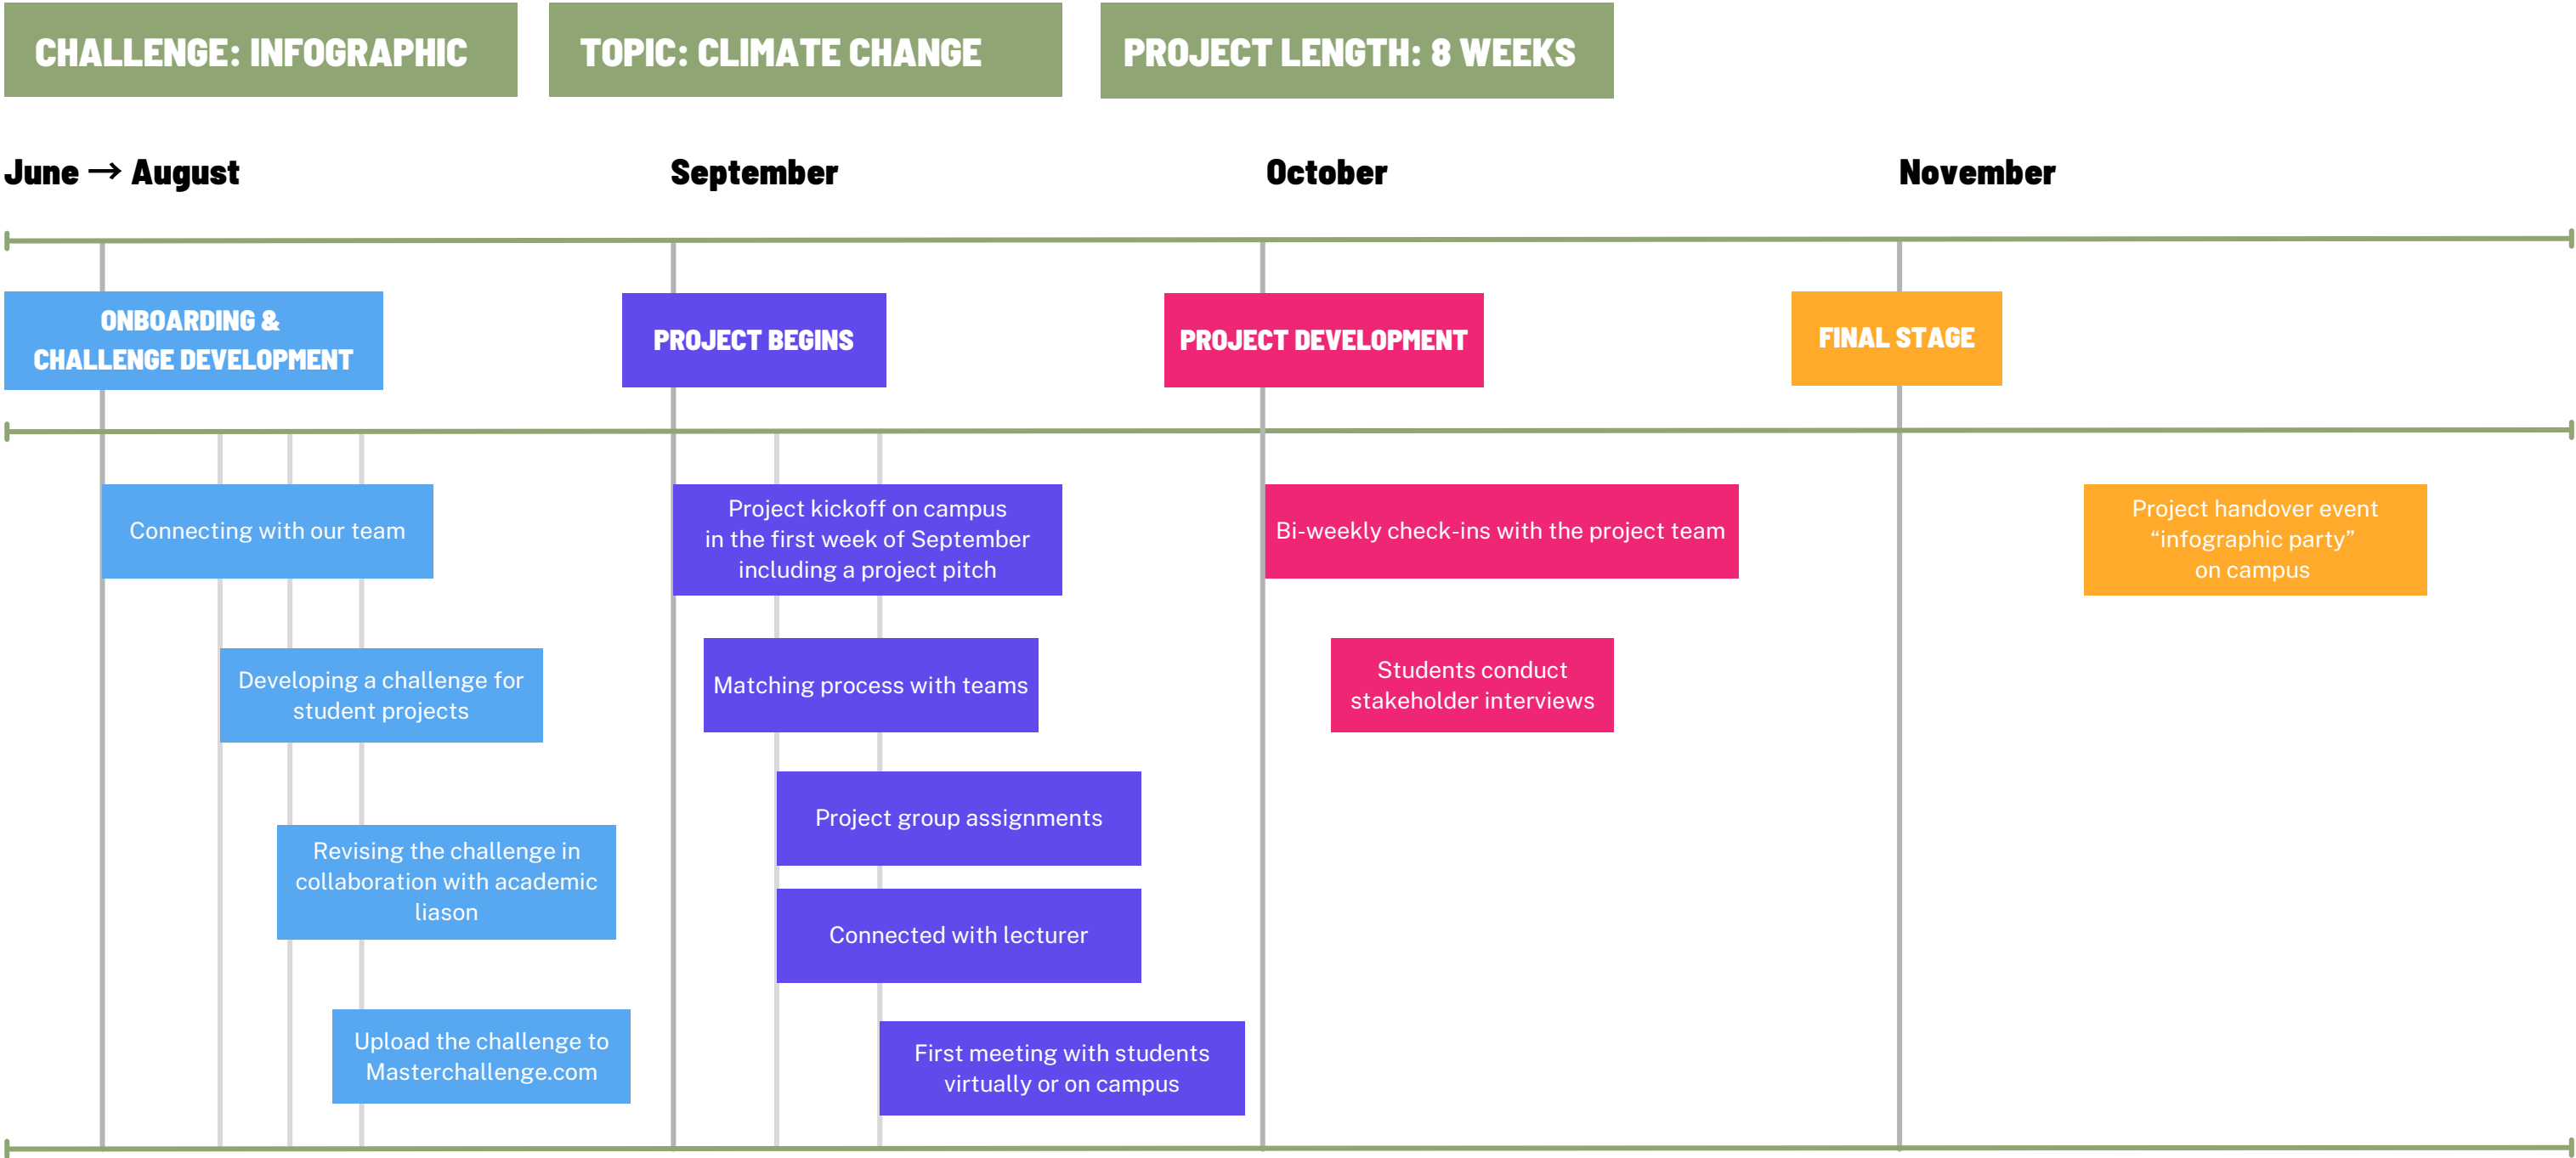 CHALLENGE: INFOGRAPHIC
TOPIC: CLIMATE CHANGE
PROJECT LENGTH: 8 WEEKS
June → August
September
October
November
ONBOARDING &
CHALLENGE DEVELOPMENT
PROJECT BEGINS
PROJECT DEVELOPMENT
FINAL STAGE
Connecting with our team
Developing a challenge for
student projects
Revising the challenge in
collaboration with academic
liason
Upload the challenge to
Masterchallenge.com
Project kickoff on campus
in the first week of September
including a project pitch
Matching process with teams
Project group assignments
Connected with lecturer
First meeting with students
virtually or on campus
Bi-weekly check-ins with the project team
Students conduct
stakeholder interviews
Project handover event
“infographic party”
on campus